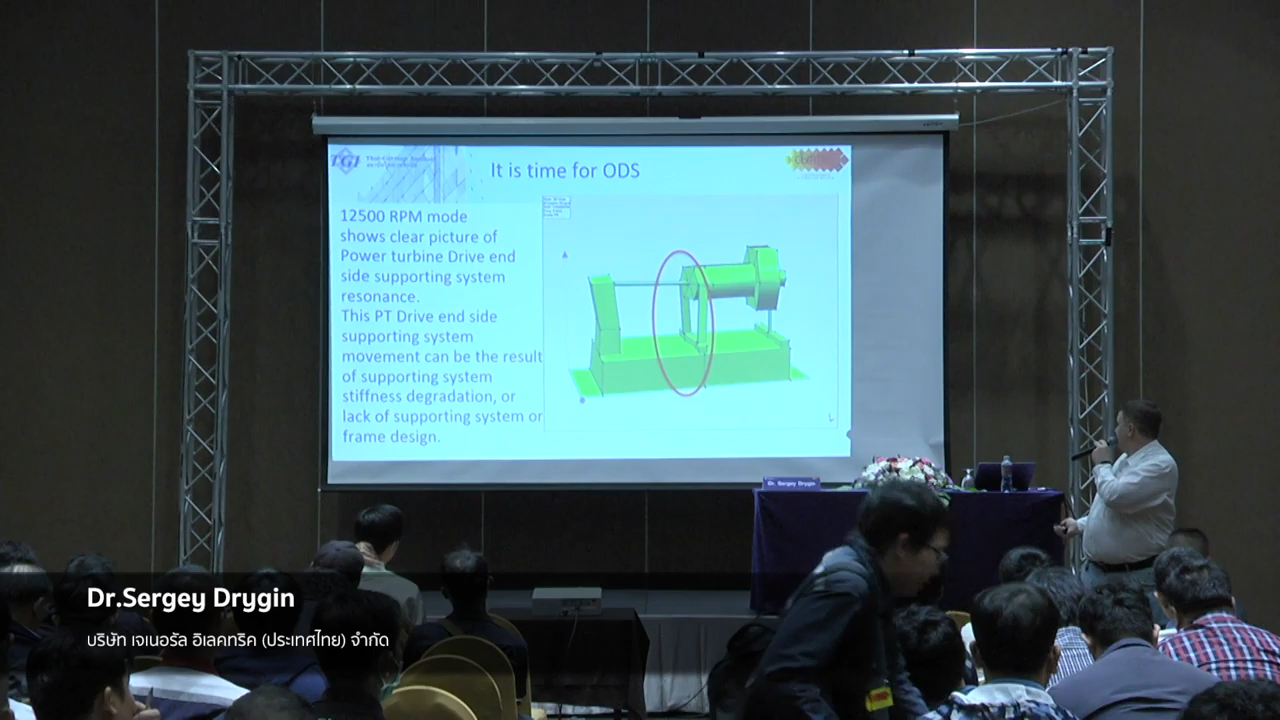 TGI
Thai-German Institute
It is time for ODS
12500 RPM mode
shows clear picture of
Power turbine Drive end
side supporting system
resonance.
This PT Drive end side
supporting system
movement can be the result
of supporting system
stiffness degradation, or
lack of supporting system or
frame design.
Dr. Sergey Drygin
Dr.Sergey Drygin
บริษัท เจเนอรัล อิเลคทริค (ประเทศไทย) จำกัด